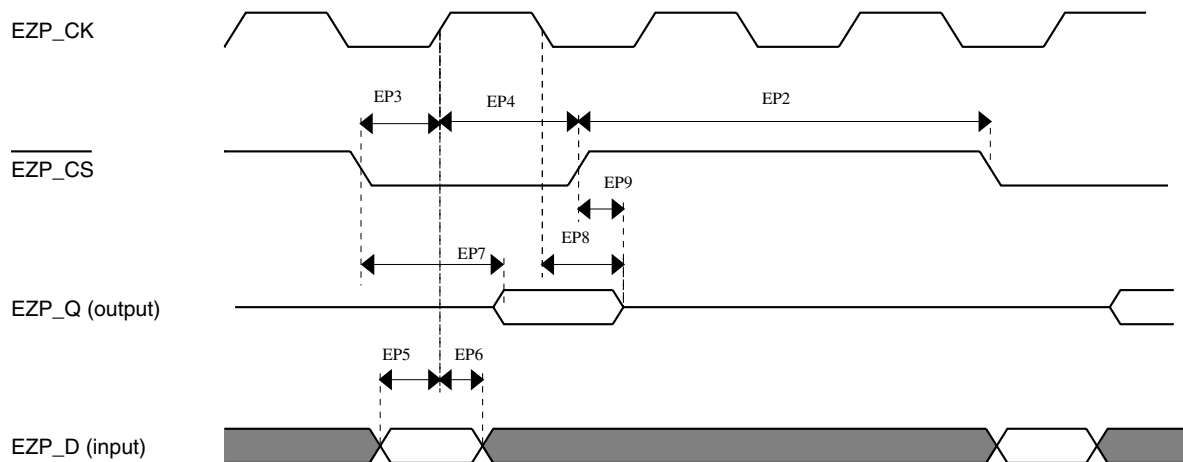 EZP_CK
EP3
EP4
EP2
EZP_CS
EP9
EP8
EP7
EZP_Q (output)
EP5
EP6
EZP_D (input)